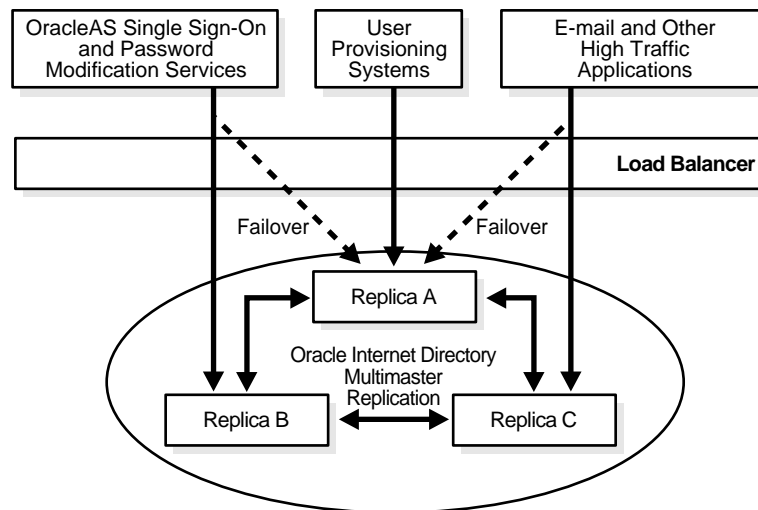 OracleAS Single Sign-On
and Password
Modification Services
User
Provisioning
Systems
E-mail and Other
High Traffic
Applications
Load Balancer
Failover
Failover
Replica A
Oracle Internet Directory
Multimaster
Replication
Replica B
Replica C